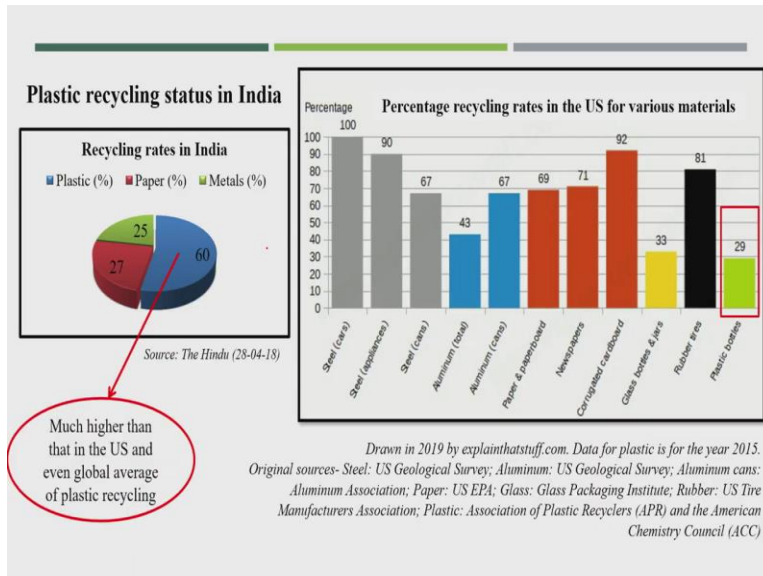 Plastic recycling status in India
Recycling rates in India
Plastic (%) Paper (%) Metals (%)
25
27
60
Source: The Hindu (28-04-18)
Much higher than
that in the US and
even global average
of plastic recycling
Percentage
Percentage recycling rates in the US for various materials
100
90
80
70
60
50
40
30
20
10
0
100
90
67
43
67
69
71
92
33
81
29
Steel (cars)
Steel (appliances)
Steel (cans)
Aluminum (total)
Aluminum (cans)
Paper & paperboard
Newspapers
Corrugated cardboard
Glass bottles & jars
Rubber tires
Plastic bottles
Drawn in 2019 by explainthatstuff.com. Data for plastic is for the year 2015.
Original sources- Steel: US Geological Survey; Aluminum: US Geological Survey; Aluminum cans:
Aluminum Association; Paper: US EPA; Glass: Glass Packaging Institute; Rubber: US Tire
Manufacturers Association; Plastic: Association of Plastic Recyclers (APR) and the American
Chemistry Council (ACC)